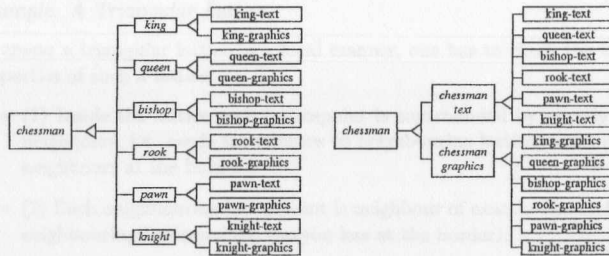 chessman
king
queen
bishop
rook
pawn
knight
king-text
king-graphics
queen-text
queen-graphics
bishop-text
bishop-graphics
rook-text
rook-graphics
pawn-text
pawn-graphics
knight-text
knight-graphics
chessman
chessman
text
chessman
graphics
king-text
queen-text
bishop-text
rook-text
pawn-text
knight-text
king-graphics
queen-graphics
bishop-graphics
rook-graphics
pawn-graphics
knight-graphics